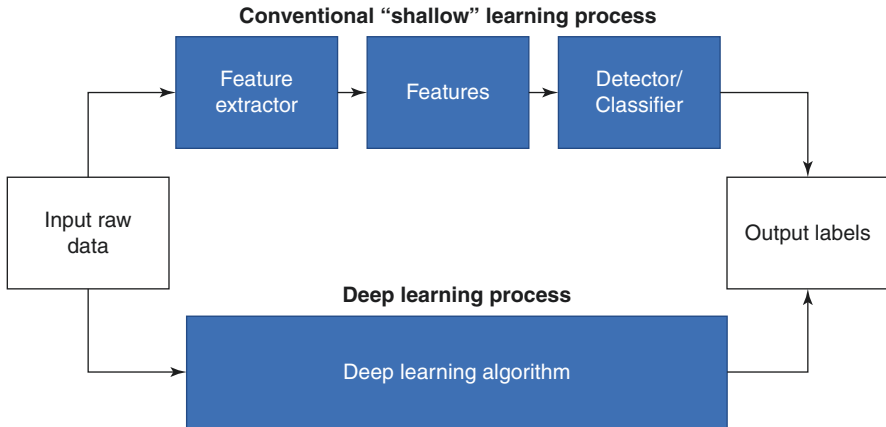 Conventional “shallow” learning process
Feature
extractor
Features
Detector/
Classifier
Input raw
data
Output labels
Deep learning process
Deep learning algorithm